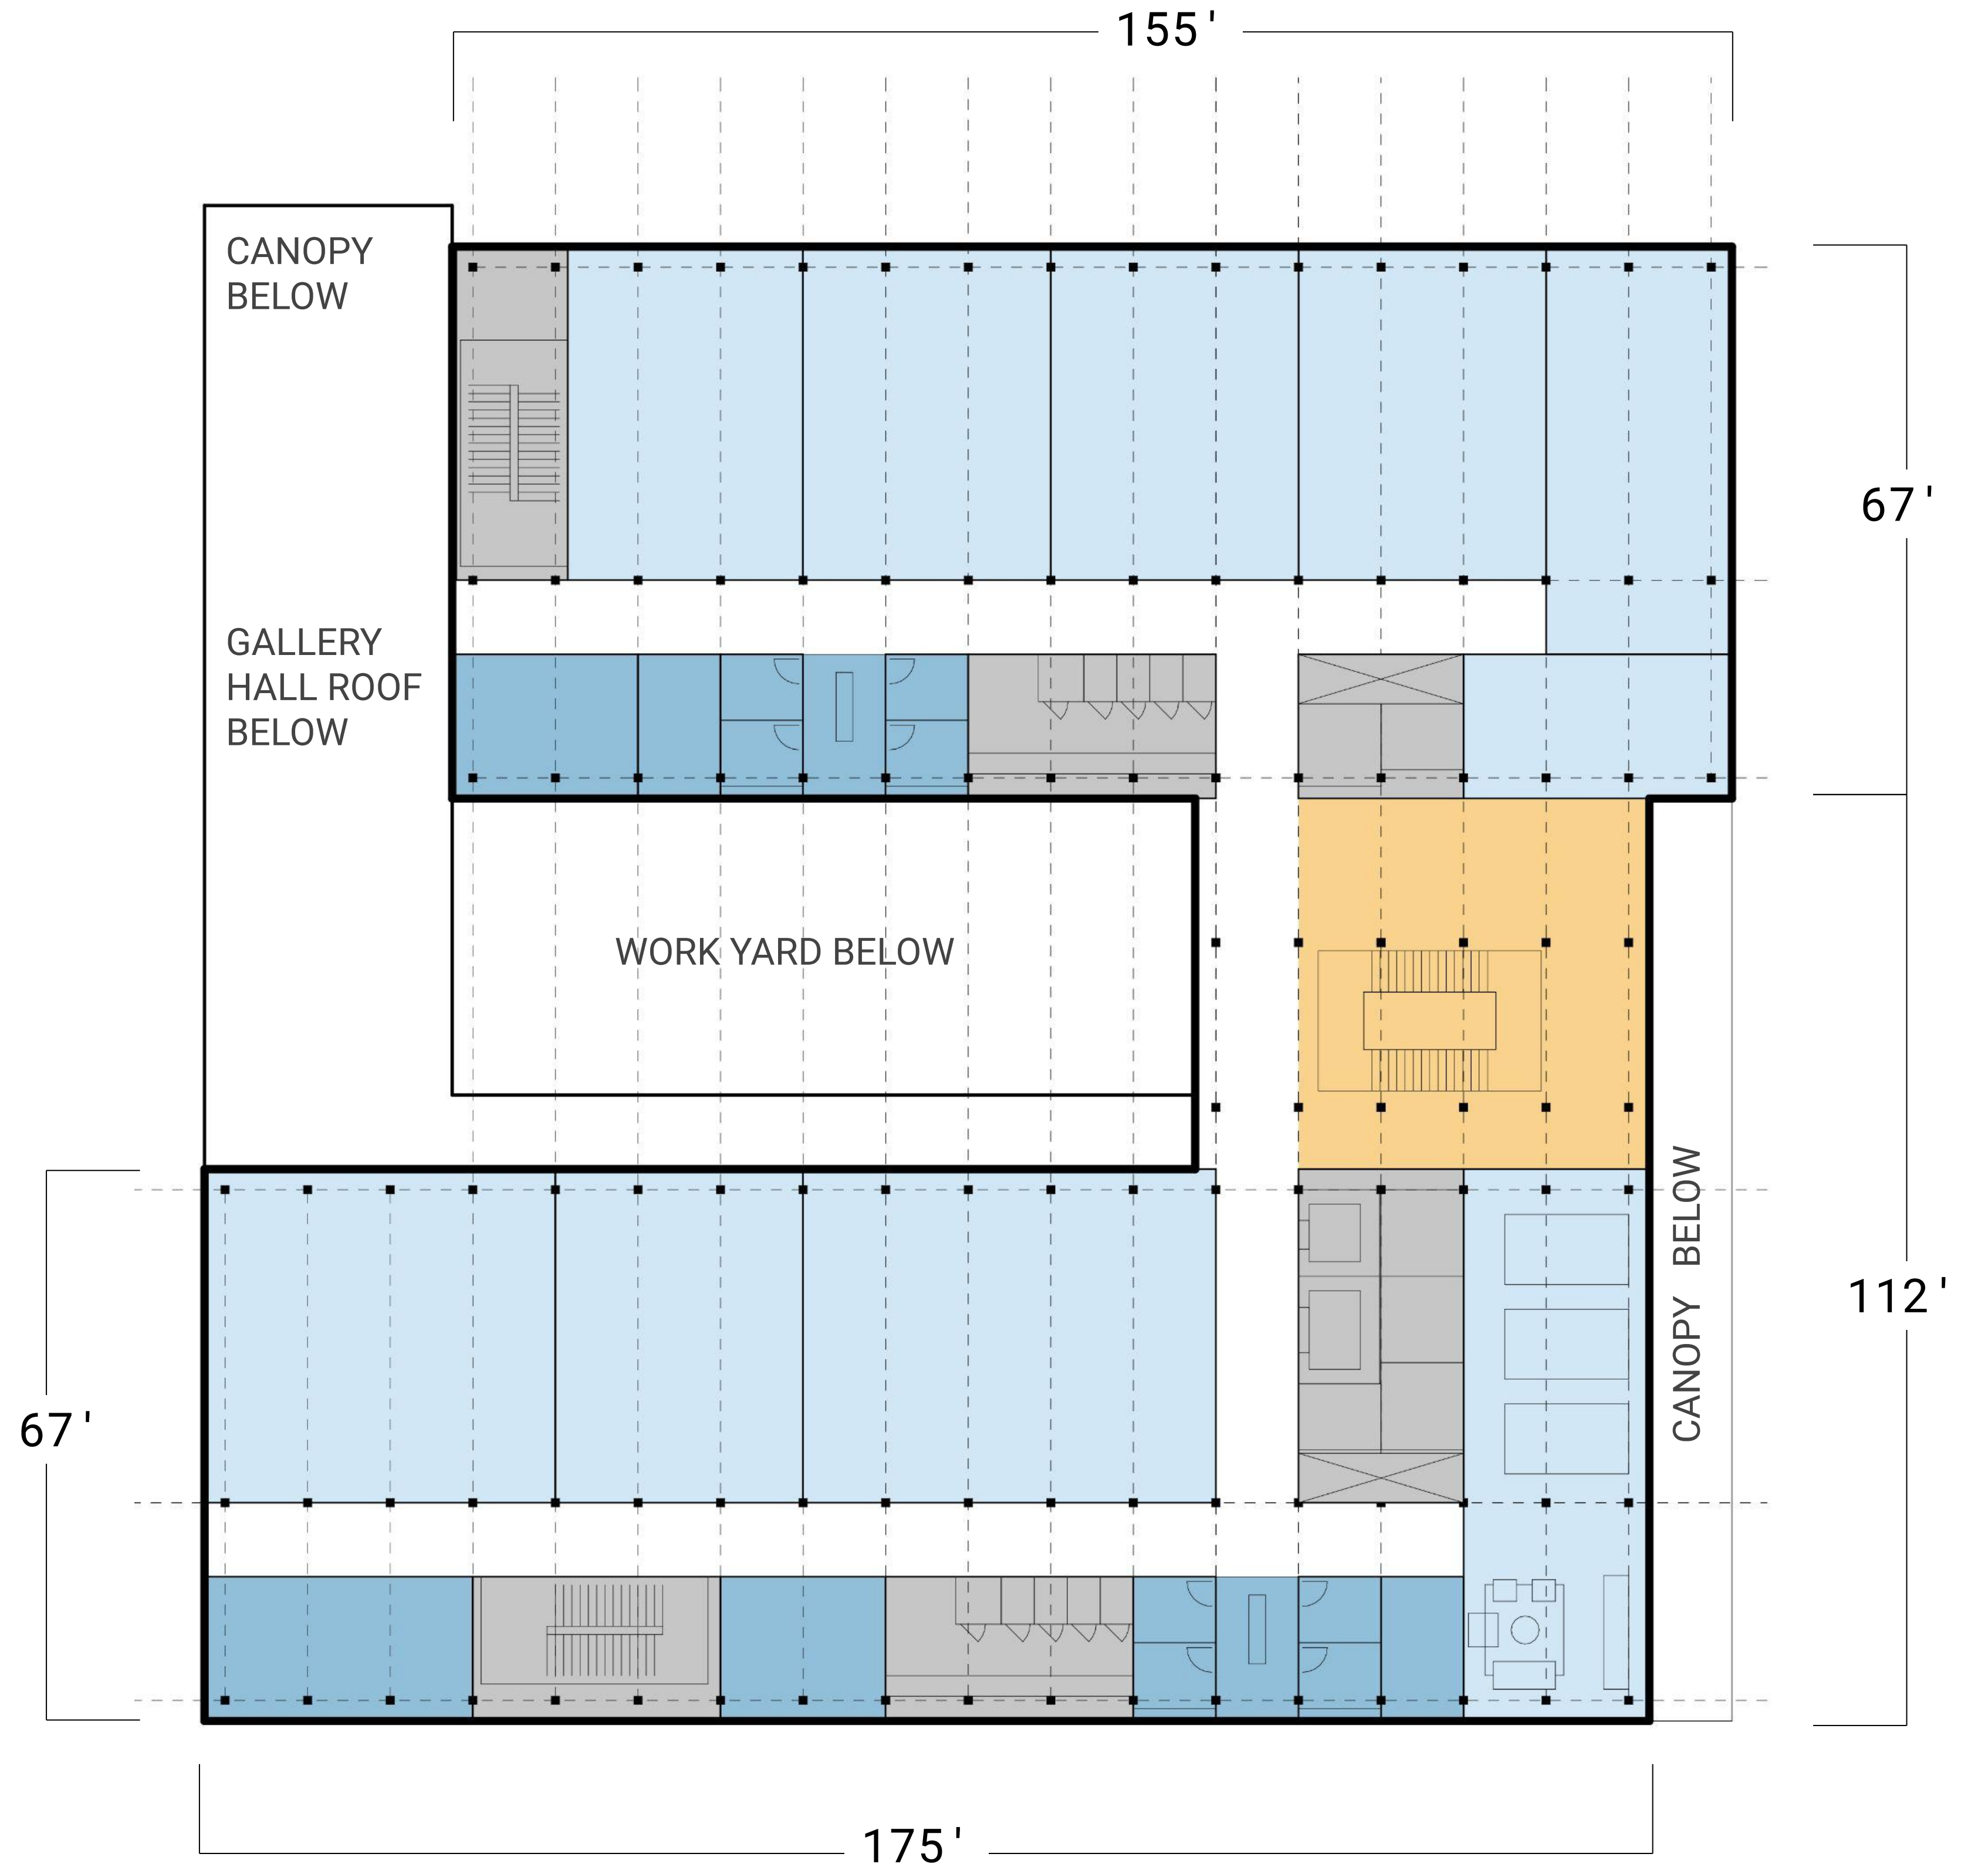 155'
CANOPY
BELOW
67'
GALLERY
HALL ROOF
BELOW
WORK YARD BELOW
CANOPY BELOW
112'
67'
175'